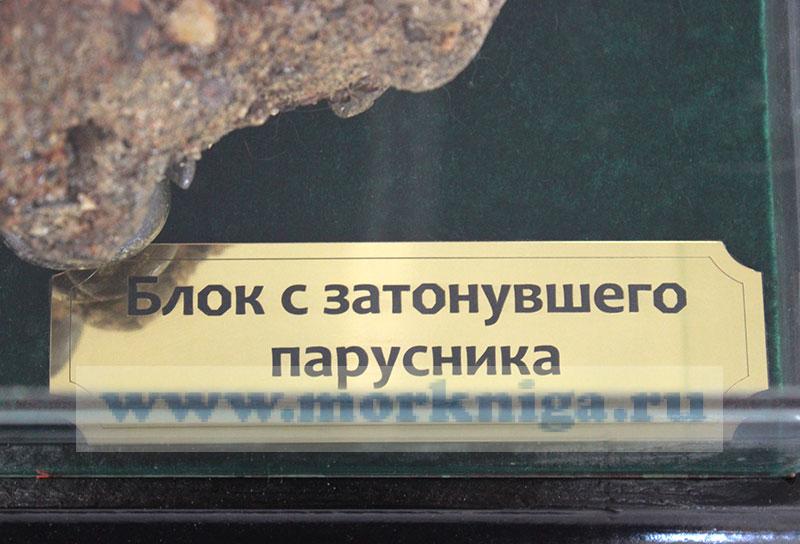 Блок с затонувшего
парусника
www.morkniga.ru